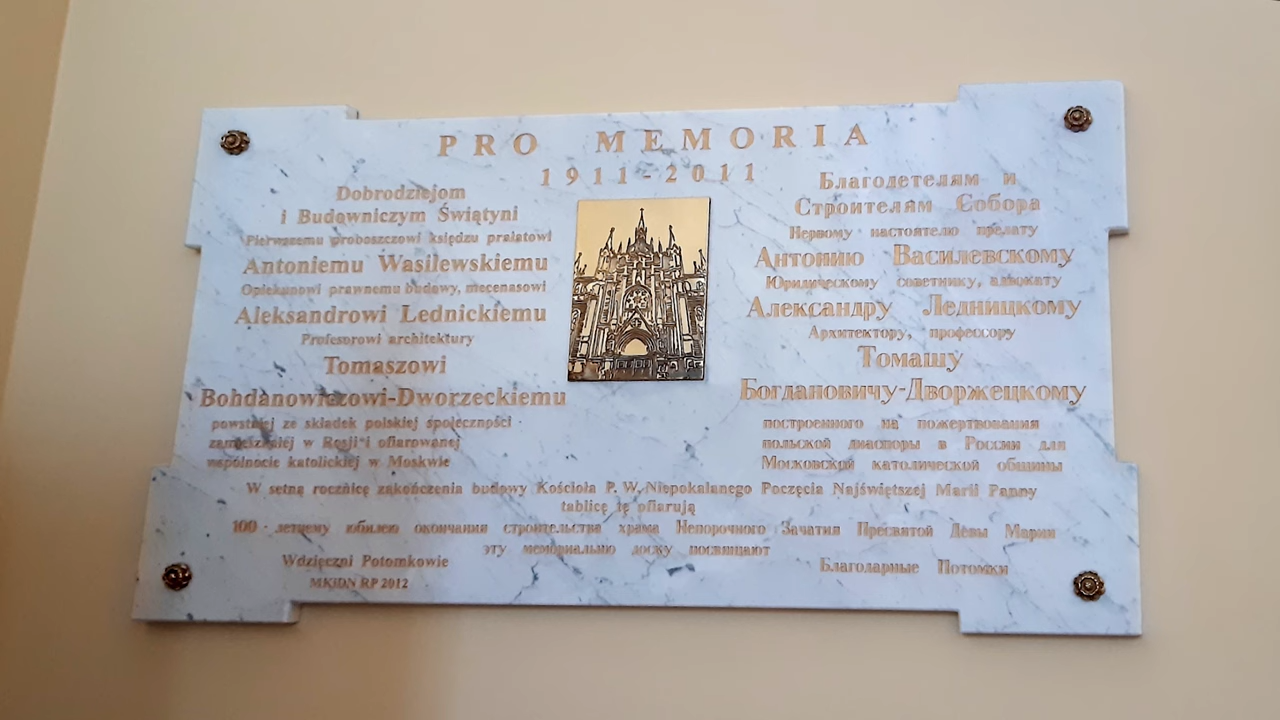 PRO MEMORIA
1911-2011
Dobrodziejom
i Budowniczym Świątyni
Pierwszemu proboszczowi księdzu prałatowi
Antoniemu Wasilewskiemu
Opiekunowi prawnemu budowy, mecenasowi
Aleksandrowi Lednickiemu
Profesorowi architektury
Tomaszowi
Bohdanowiczowi-Dworzeckiemu
powstałej ze składek polskiej społeczności
zamieszkałej w Rosji i ofiarowanej
wspólnocie katolickiej w Moskwie
Благодетелям и
Строителям Собора
Первому настоятелю прелату
Антонию Василевскому
Юридическому советнику, адвокату
Александру Ледницкому
Архитектору, профессору
Томашу
Богдановичу-Дворжецкому
построенного на пожертвования
польской диаспоры в России для
Московской католической общины
W setną rocznicę zakończenia budowy Kościoła P. W. Niepokalanego Poczęcia Najświętszej Marii Panny
tablicę tę ofiarują
100 - летнему юбилею окончания строительства храма Непорочного Зачатия Пресвятой Девы Марии
эту мемориальную доску посвящают
Wdzięczni Potomkowie
MKiDN RP 2012
Благодарные Потомки